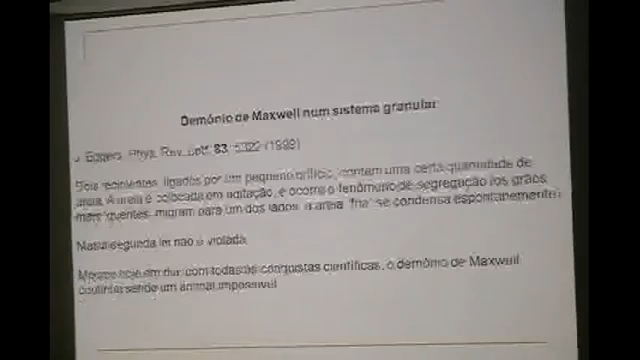 Demônio de Maxwell num sistema granular
J. Eggers, Phys. Rev. Lett. 83, 5322 (1999)
Dois recipientes, ligados por um pequeno orifício, contem uma certa quantidade de
areia. A areia é colocada em agitação, e ocorre o fenômeno de segregação (os grãos
mais "quentes" migram para um dos lados, a areia "fria" se condensa espontanemente)
Mas a segunda lei não é violada
Mesmo hoje em dia, com todas as conquistas científicas, o demônio de Maxwell
continua sendo um animal impossível